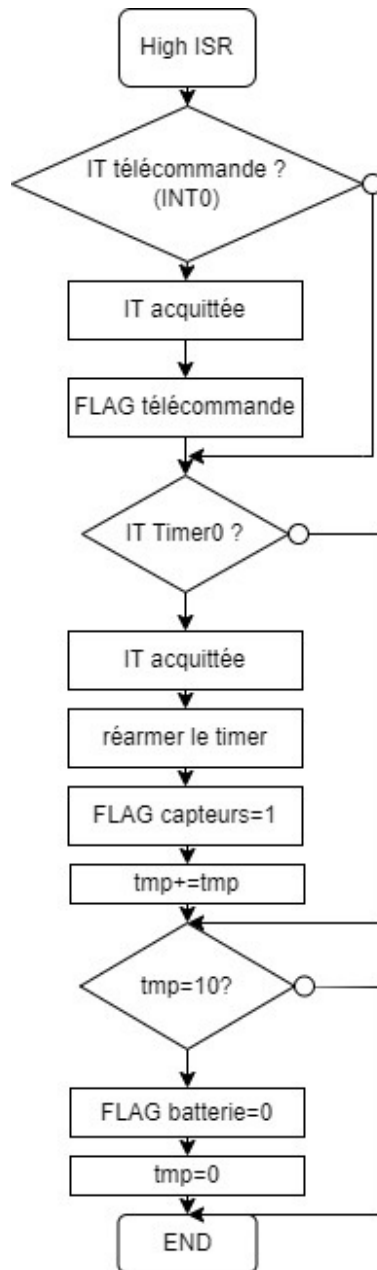 High ISR
IT télécommande ?
(INT0)
IT acquittée
FLAG télécommande
IT Timer0 ?
IT acquittée
réarmer le timer
FLAG capteurs=1
tmp+=tmp
tmp=10?
FLAG batterie=0
tmp=0
END